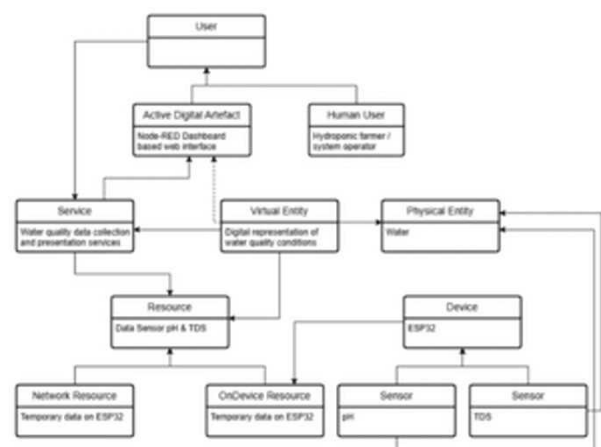 User
Active Digital Artefact
Node-RED Dashboard
based web interface
Human User
Hydroponic farmer /
system operator
Service
Water quality data collection
and presentation services
Virtual Entity
Digital representation of
water quality conditions
Physical Entity
Water
Resource
Data Sensor pH & TDS
Device
ESP32
Network Resource
Temporary data on ESP32
OnDevice Resource
Temporary data on ESP32
Sensor
pH
Sensor
TDS